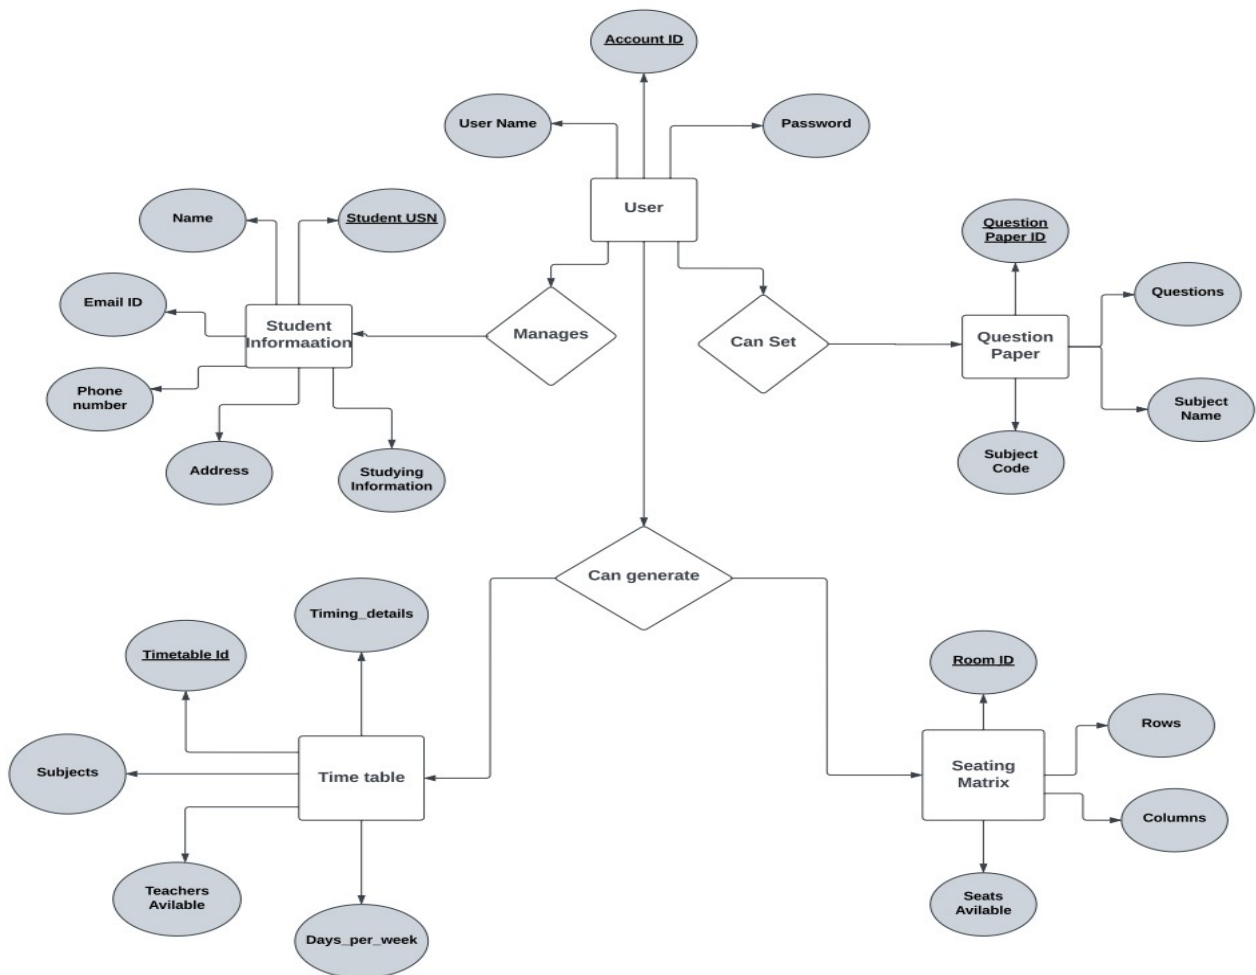 Account ID
User Name
Password
User
Name
Student USN
Question
Paper ID
Email ID
Student
Informaation
Manages
Can Set
Question
Paper
Questions
Phone
number
Subject
Name
Address
Studying
Information
Subject
Code
Can generate
Timing_details
Timetable Id
Room ID
Rows
Subjects
Time table
Seating
Matrix
Columns
Teachers
Avilable
Seats
Avilable
Days_per_week